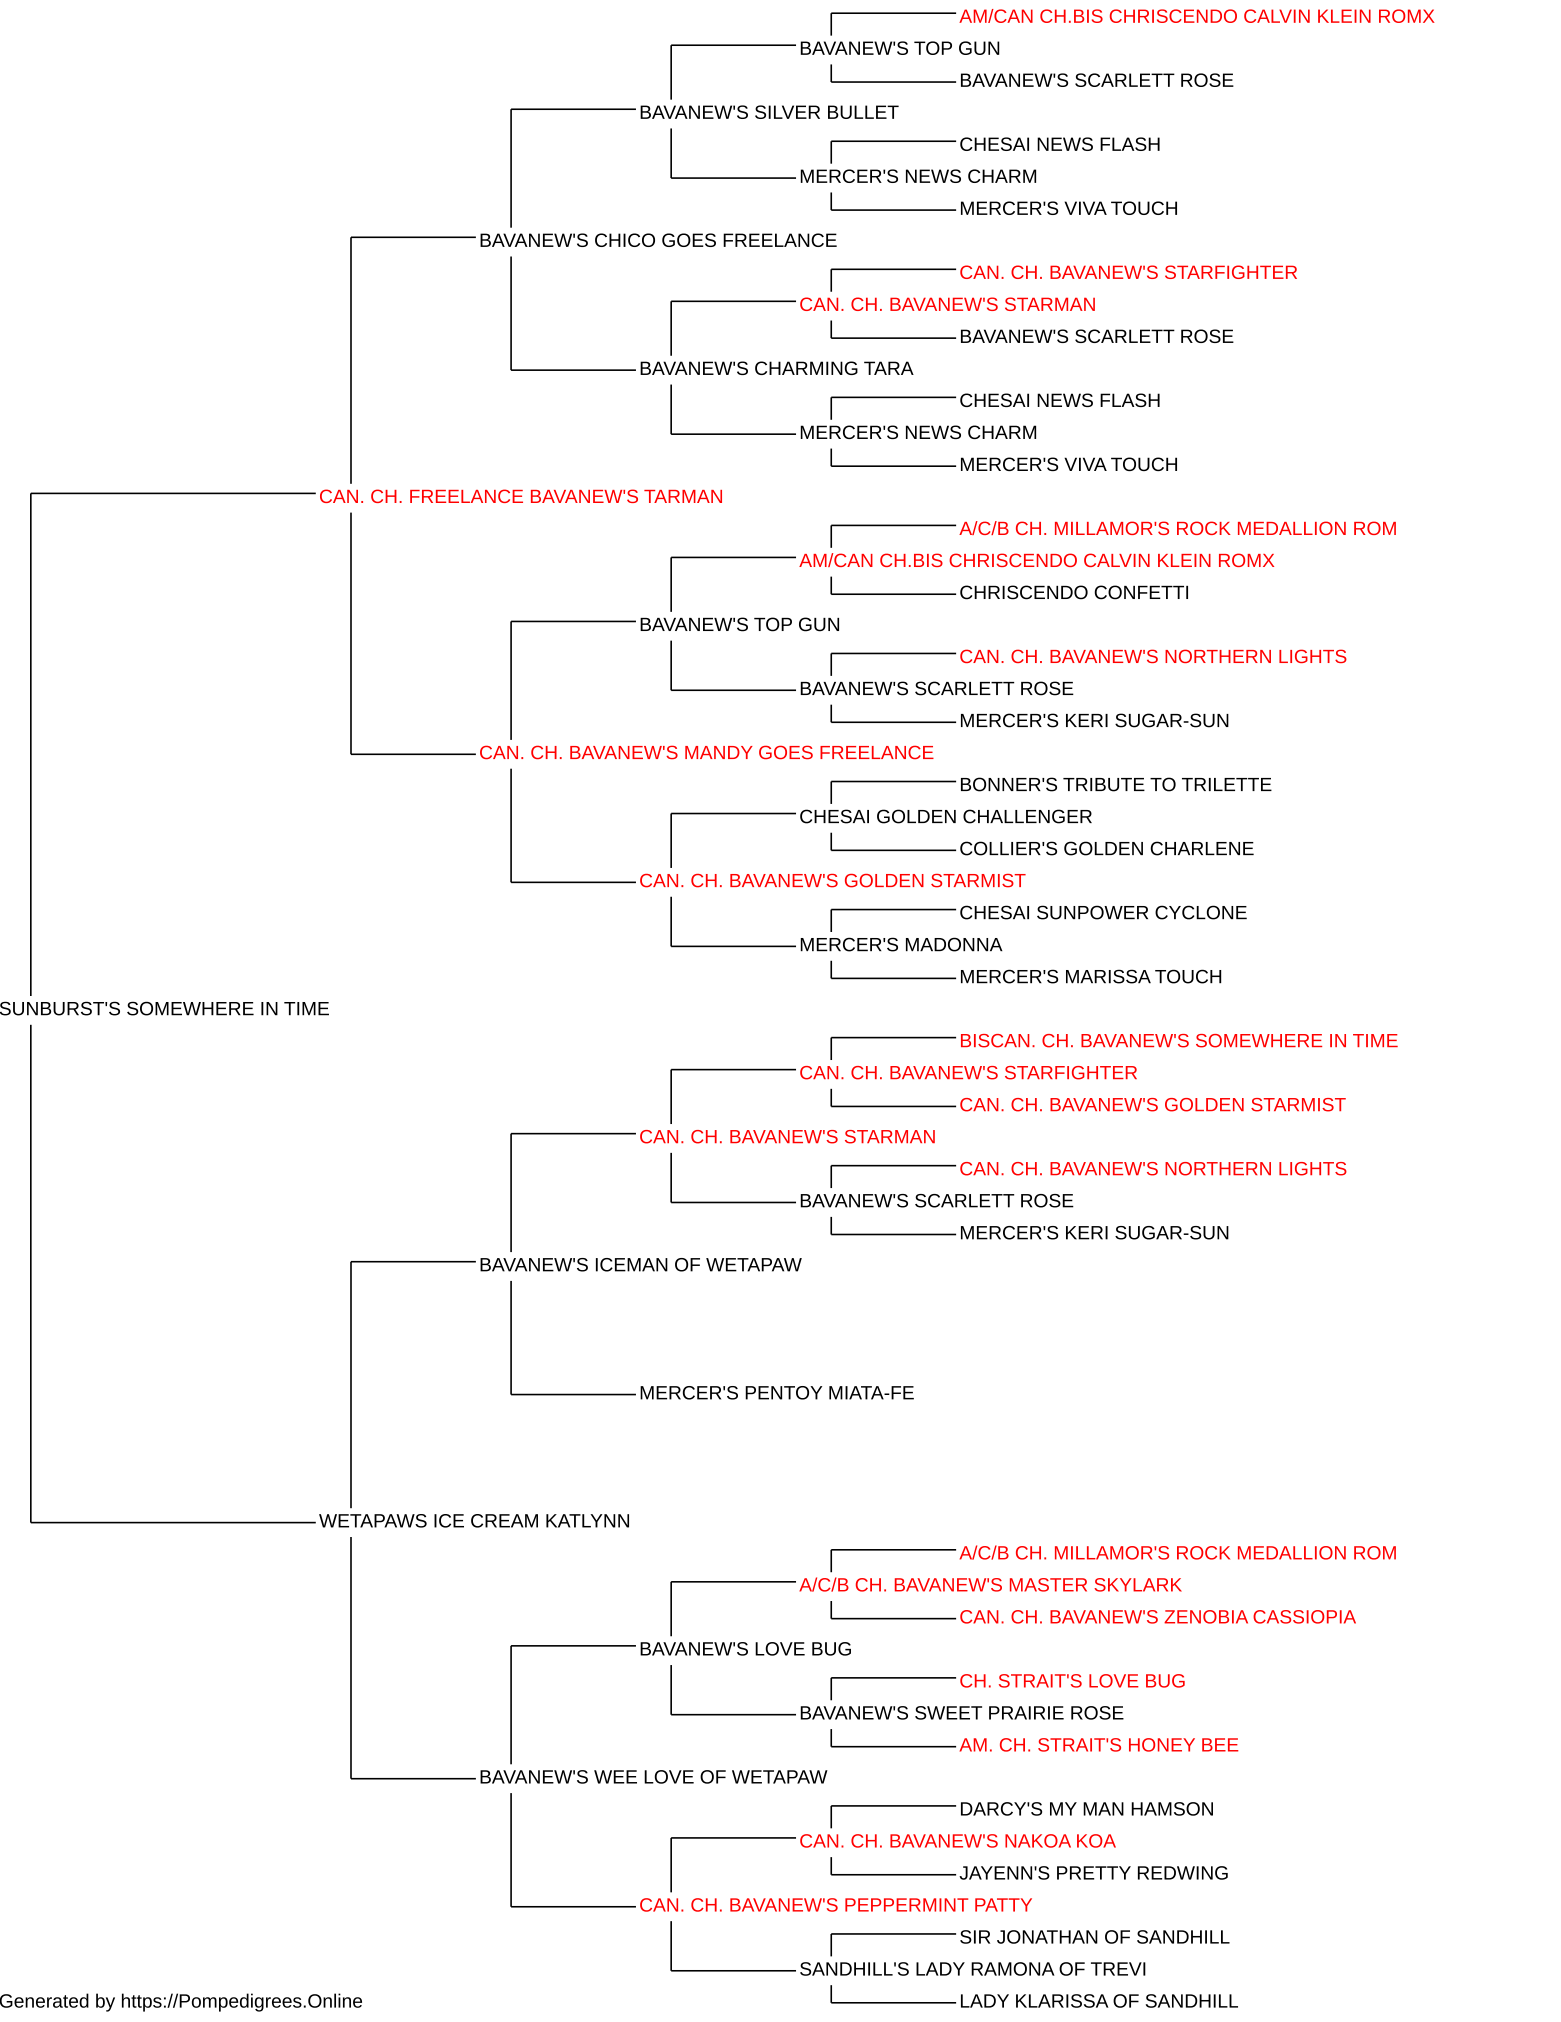 AM/CAN CH.BIS CHRISCENDO CALVIN KLEIN ROMX
BAVANEW'S TOP GUN
BAVANEW'S SCARLETT ROSE
BAVANEW'S SILVER BULLET
CHESAI NEWS FLASH
MERCER'S NEWS CHARM
MERCER'S VIVA TOUCH
BAVANEW'S CHICO GOES FREELANCE
CAN. CH. BAVANEW'S STARFIGHTER
CAN. CH. BAVANEW'S STARMAN
BAVANEW'S SCARLETT ROSE
BAVANEW'S CHARMING TARA
CHESAI NEWS FLASH
MERCER'S NEWS CHARM
MERCER'S VIVA TOUCH
CAN. CH. FREELANCE BAVANEW'S TARMAN
A/C/B CH. MILLAMOR'S ROCK MEDALLION ROM
AM/CAN CH.BIS CHRISCENDO CALVIN KLEIN ROMX
CHRISCENDO CONFETTI
BAVANEW'S TOP GUN
CAN. CH. BAVANEW'S NORTHERN LIGHTS
BAVANEW'S SCARLETT ROSE
MERCER'S KERI SUGAR-SUN
CAN. CH. BAVANEW'S MANDY GOES FREELANCE
BONNER'S TRIBUTE TO TRILETTE
CHESAI GOLDEN CHALLENGER
COLLIER'S GOLDEN CHARLENE
CAN. CH. BAVANEW'S GOLDEN STARMIST
CHESAI SUNPOWER CYCLONE
MERCER'S MADONNA
MERCER'S MARISSA TOUCH
SUNBURST'S SOMEWHERE IN TIME
BISCAN. CH. BAVANEW'S SOMEWHERE IN TIME
CAN. CH. BAVANEW'S STARFIGHTER
CAN. CH. BAVANEW'S GOLDEN STARMIST
CAN. CH. BAVANEW'S STARMAN
CAN. CH. BAVANEW'S NORTHERN LIGHTS
BAVANEW'S SCARLETT ROSE
MERCER'S KERI SUGAR-SUN
BAVANEW'S ICEMAN OF WETAPAW
MERCER'S PENTOY MIATA-FE
WETAPAWS ICE CREAM KATLYNN
A/C/B CH. MILLAMOR'S ROCK MEDALLION ROM
A/C/B CH. BAVANEW'S MASTER SKYLARK
CAN. CH. BAVANEW'S ZENOBIA CASSIOPIA
BAVANEW'S LOVE BUG
CH. STRAIT'S LOVE BUG
BAVANEW'S SWEET PRAIRIE ROSE
AM. CH. STRAIT'S HONEY BEE
BAVANEW'S WEE LOVE OF WETAPAW
DARCY'S MY MAN HAMSON
CAN. CH. BAVANEW'S NAKOA KOA
JAYENN'S PRETTY REDWING
CAN. CH. BAVANEW'S PEPPERMINT PATTY
SIR JONATHAN OF SANDHILL
SANDHILL'S LADY RAMONA OF TREVI
LADY KLARISSA OF SANDHILL
Generated by https://Pompedigrees.Online